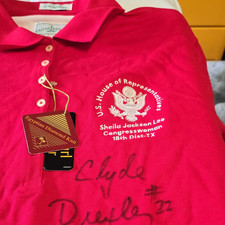 U.S. House of Representatives
Sheila Jackson Lee
Congresswoman
18th Dist.-TX
Clyde
Drexler #22